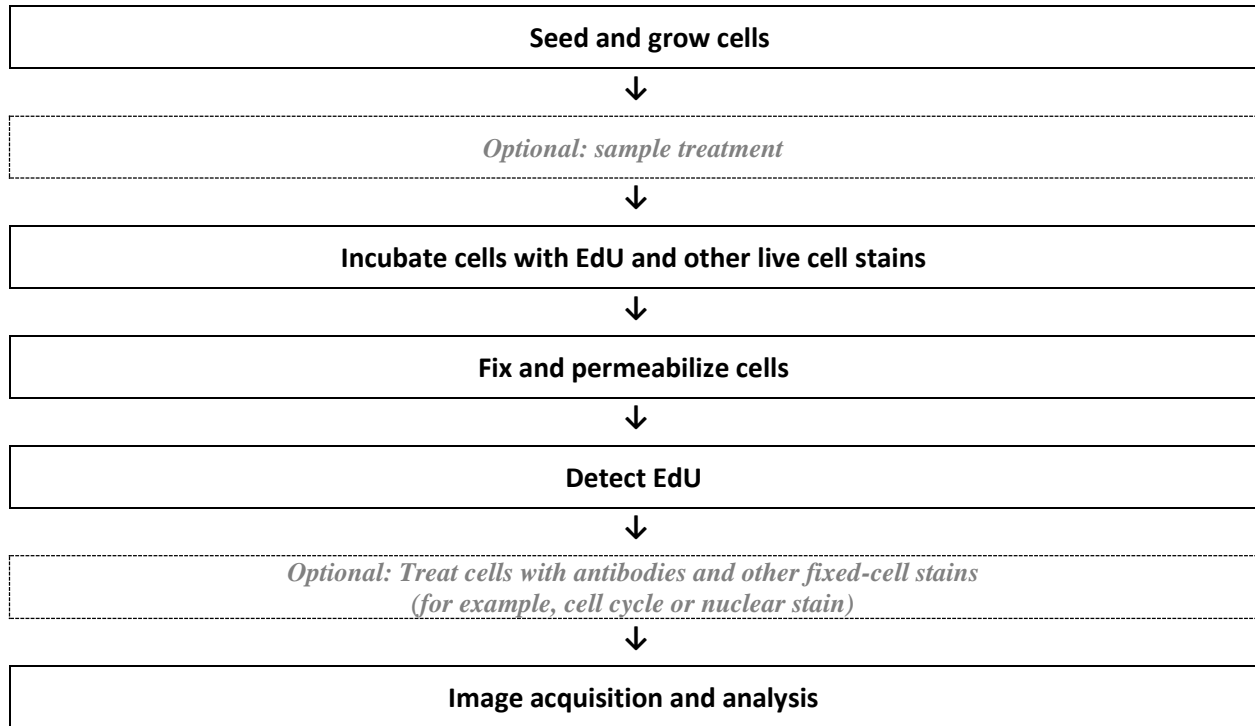 Seed and grow cells
↓
Optional: sample treatment
↓
Incubate cells with EdU and other live cell stains
↓
Fix and permeabilize cells
↓
Detect EdU
↓
Optional: Treat cells with antibodies and other fixed-cell stains
(for example, cell cycle or nuclear stain)
↓
Image acquisition and analysis